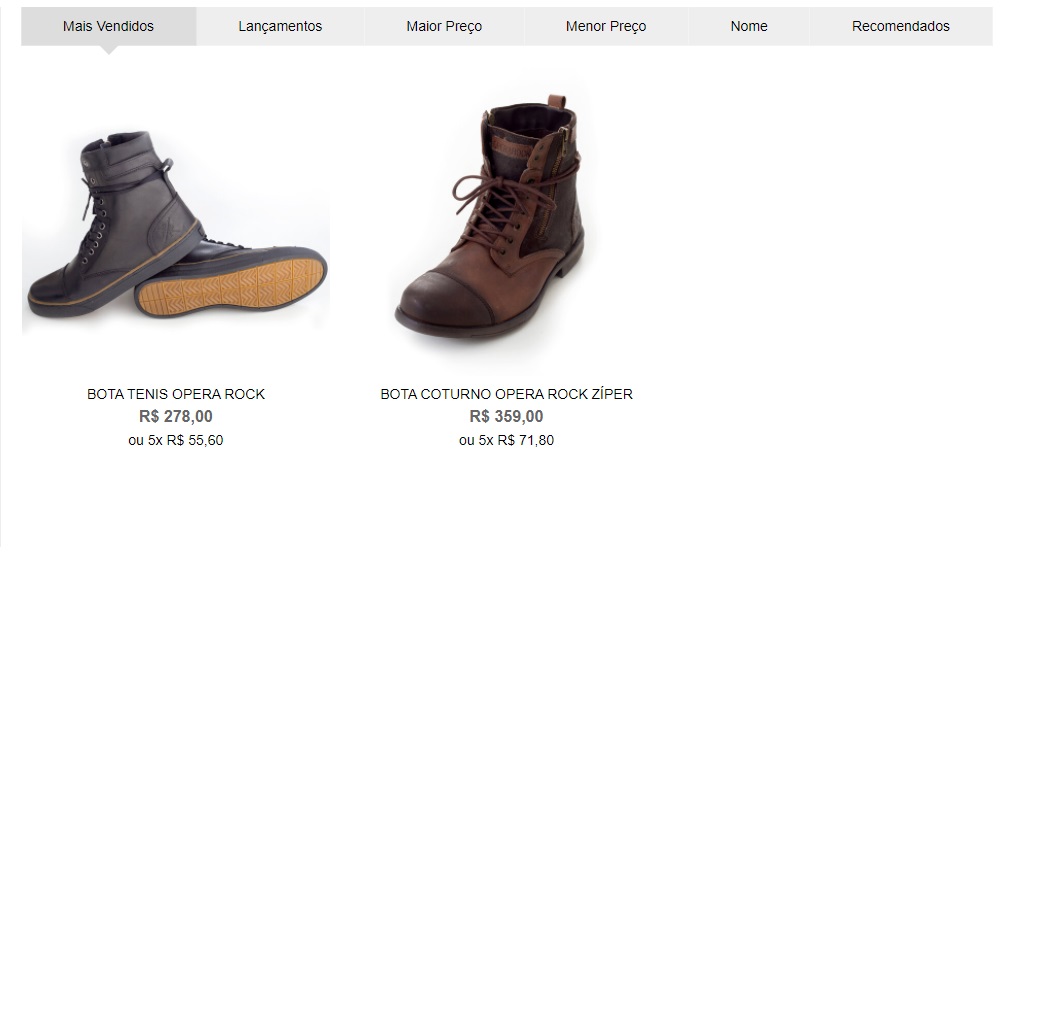 Mais Vendidos Lançamentos Maior Preço Menor Preço Nome Recomendados
BOTA TENIS OPERA ROCK
R$ 278,00
ou 5x R$ 55,60
BOTA COTURNO OPERA ROCK ZÍPER
R$ 359,00
ou 5x R$ 71,80